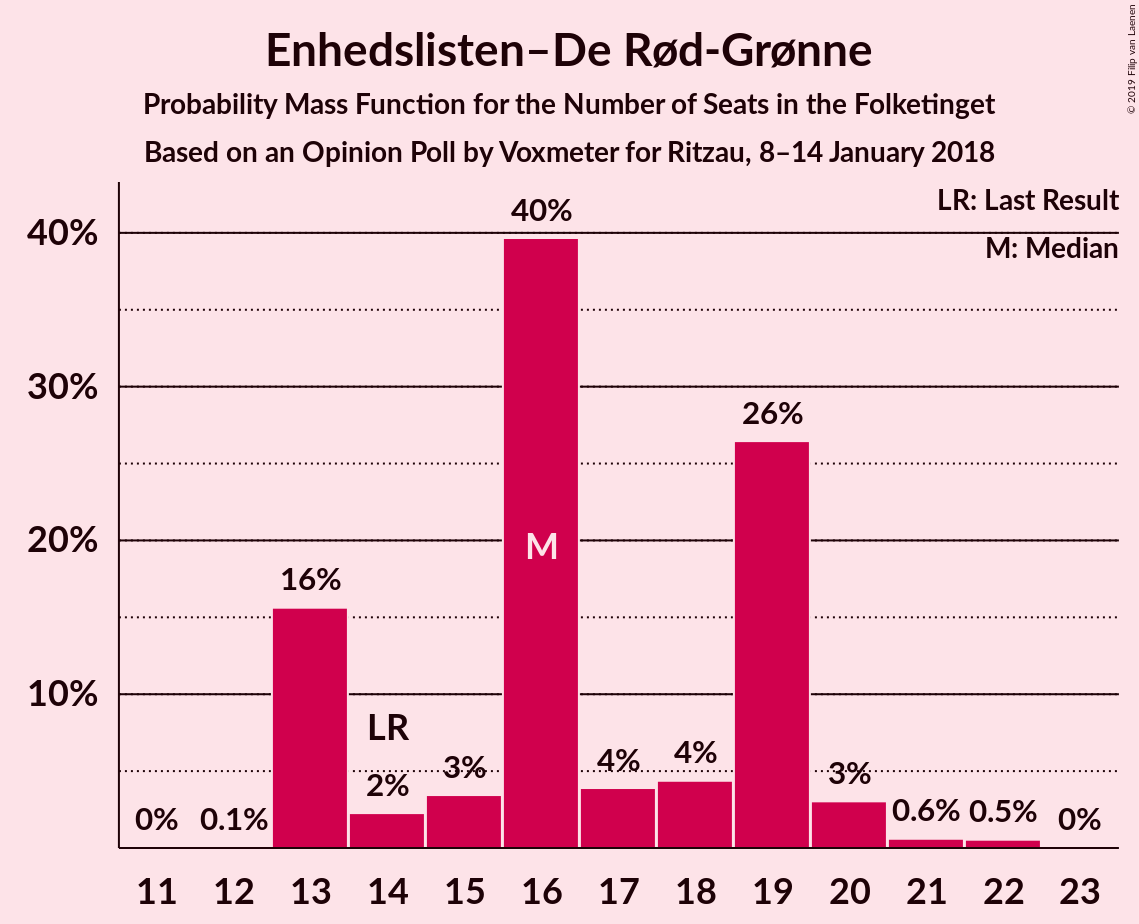 Enhedslisten–De Rød-Grønne
Probability Mass Function for the Number of Seats in the Folketinget
Based on an Opinion Poll by Voxmeter for Ritzau, 8–14 January 2018
© 2019 Filip van Laenen
LR: Last Result
M: Median
40%
30%
20%
10%
0%
0.1%
16%
LR
2%
3%
40%
M
4%
4%
26%
3%
0.6%
0.5%
0%
11 12 13 14 15 16 17 18 19 20 21 22 23